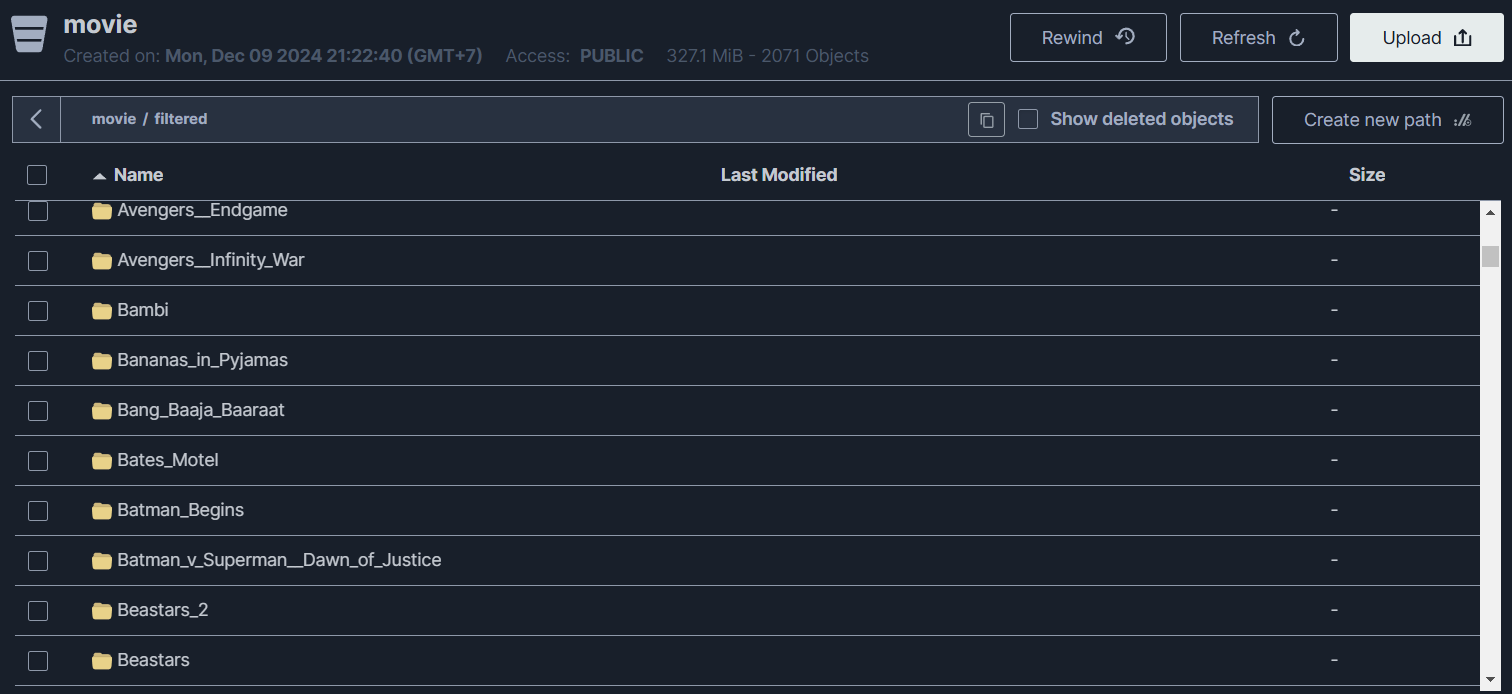 movie
Created on: Mon, Dec 09 2024 21:22:40 (GMT+7) Access: PUBLIC 327.1 MiB - 2071 Objects
Rewind Refresh Upload
movie / filtered Show deleted objects Create new path
Name Last Modified Size
Avengers__Endgame -
Avengers__Infinity_War -
Bambi -
Bananas_in_Pyjamas -
Bang_Baaja_Baaraat -
Bates_Motel -
Batman_Begins -
Batman_v_Superman__Dawn_of_Justice -
Beastars_2 -
Beastars -